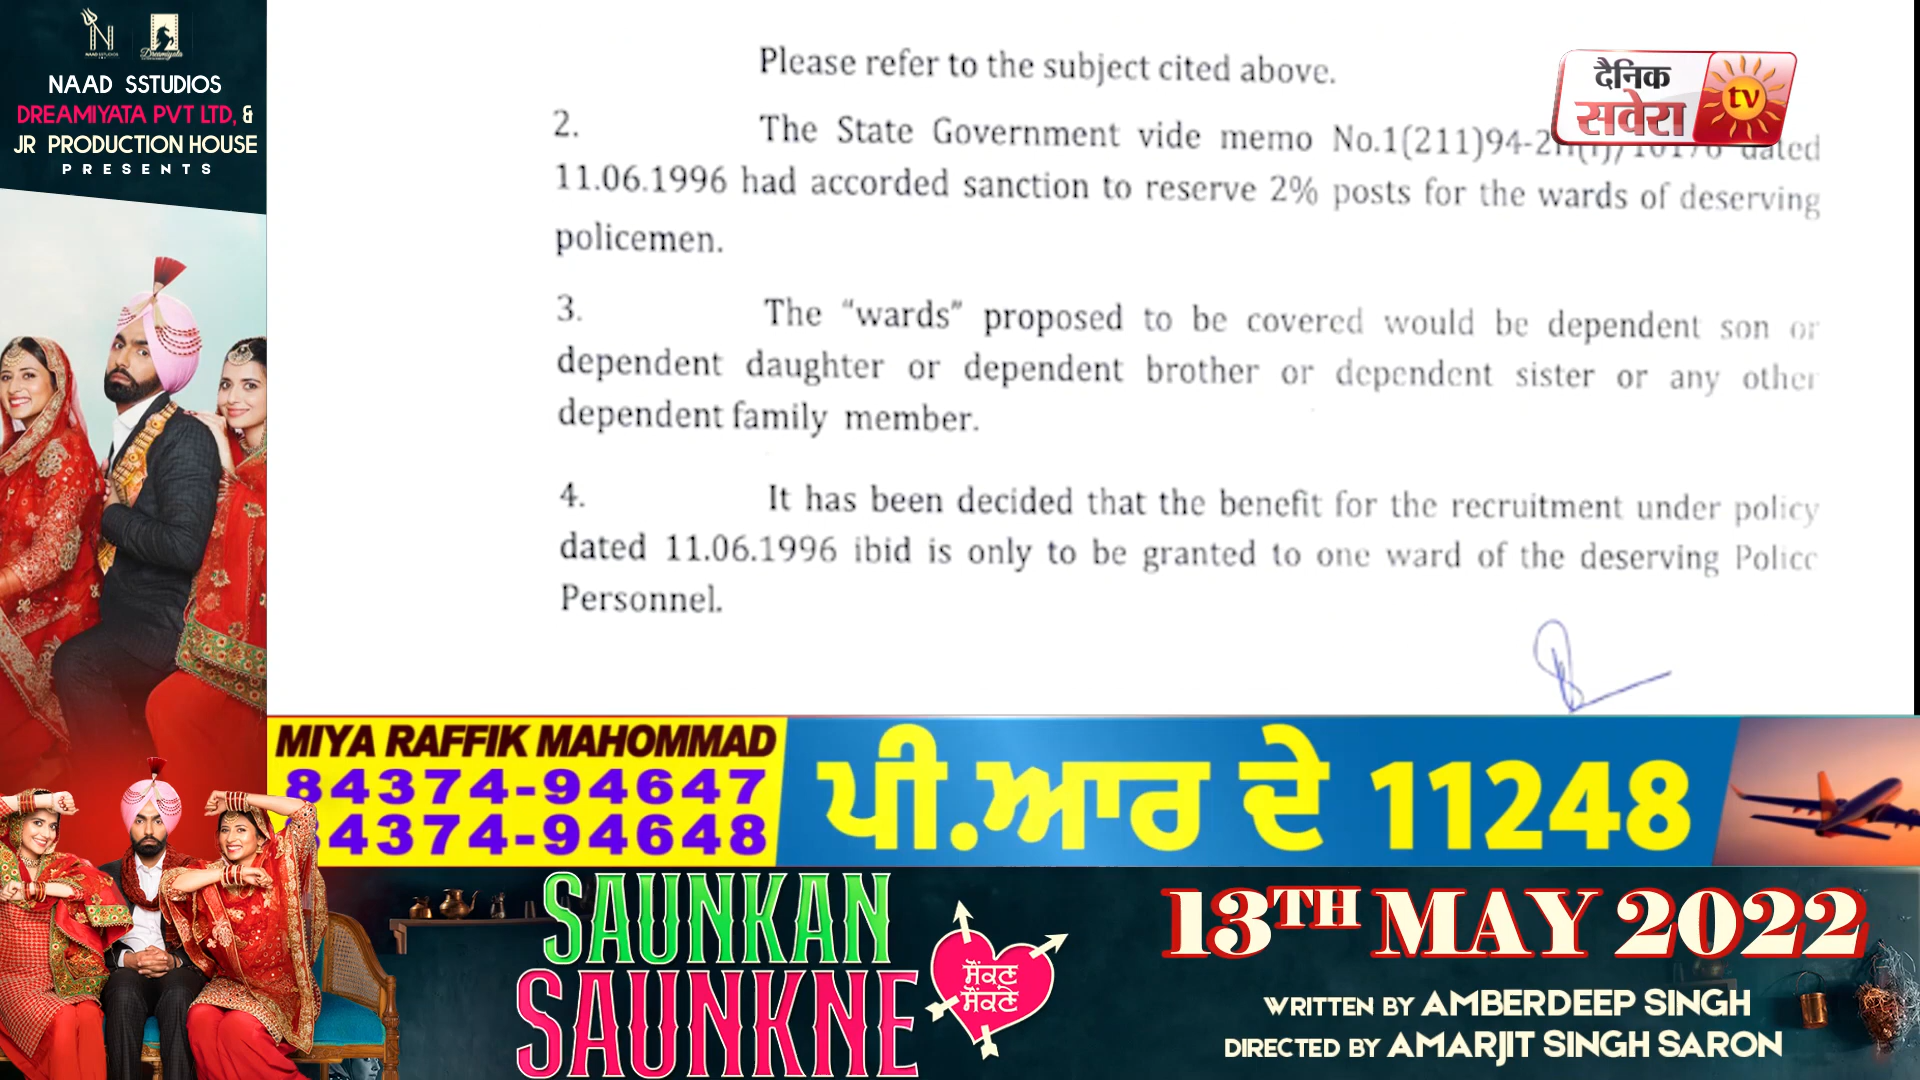 NAAD SSTUDIOS
DREAMIYATA PVT LTD, &
JR PRODUCTION HOUSE
PRESENTS
Please refer to the subject cited above.
2. The State Government vide memo No.1(211)94- dated
11.06.1996 had accorded sanction to reserve 2% posts for the wards of deserving
policemen.
3. The “wards” proposed to be covered would be dependent son or
dependent daughter or dependent brother or dependent sister or any other
dependent family member.
4. It has been decided that the benefit for the recruitment under policy
dated 11.06.1996 ibid is only to be granted to one ward of the deserving Police
Personnel.
दैनिक
सवेरा tv
MIYA RAFFIK MAHOMMAD
84374-94647
84374-94648
ਪੀ.ਆਰ ਦੇ 11248
SAUNKAN
SAUNKNE
ਸੌਂਕਣ
ਸੌਂਕਣੇ
13TH MAY 2022
WRITTEN BY AMBERDEEP SINGH
DIRECTED BY AMARJIT SINGH SARON